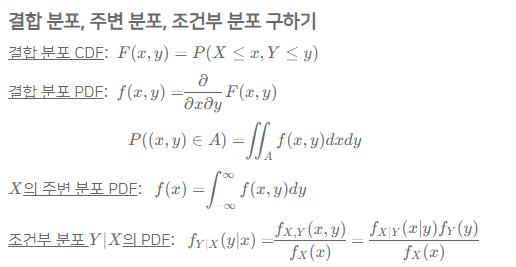 결합 분포, 주변 분포, 조건부 분포 구하기
결합 분포 CDF: $F(x, y) = P(X \leq x, Y \leq y)$
결합 분포 PDF: $f(x, y) = \frac{\partial}{\partial x \partial y} F(x, y)$
$P((x, y) \in A) = \iint_A f(x, y) dx dy$
$X$의 주변 분포 PDF: $f(x) = \int_{-\infty}^{\infty} f(x, y) dy$
조건부 분포 $Y|X$의 PDF: $f_{Y|X}(y|x) = \frac{f_{X,Y}(x, y)}{f_X(x)} = \frac{f_{X|Y}(x|y) f_Y(y)}{f_X(x)}$